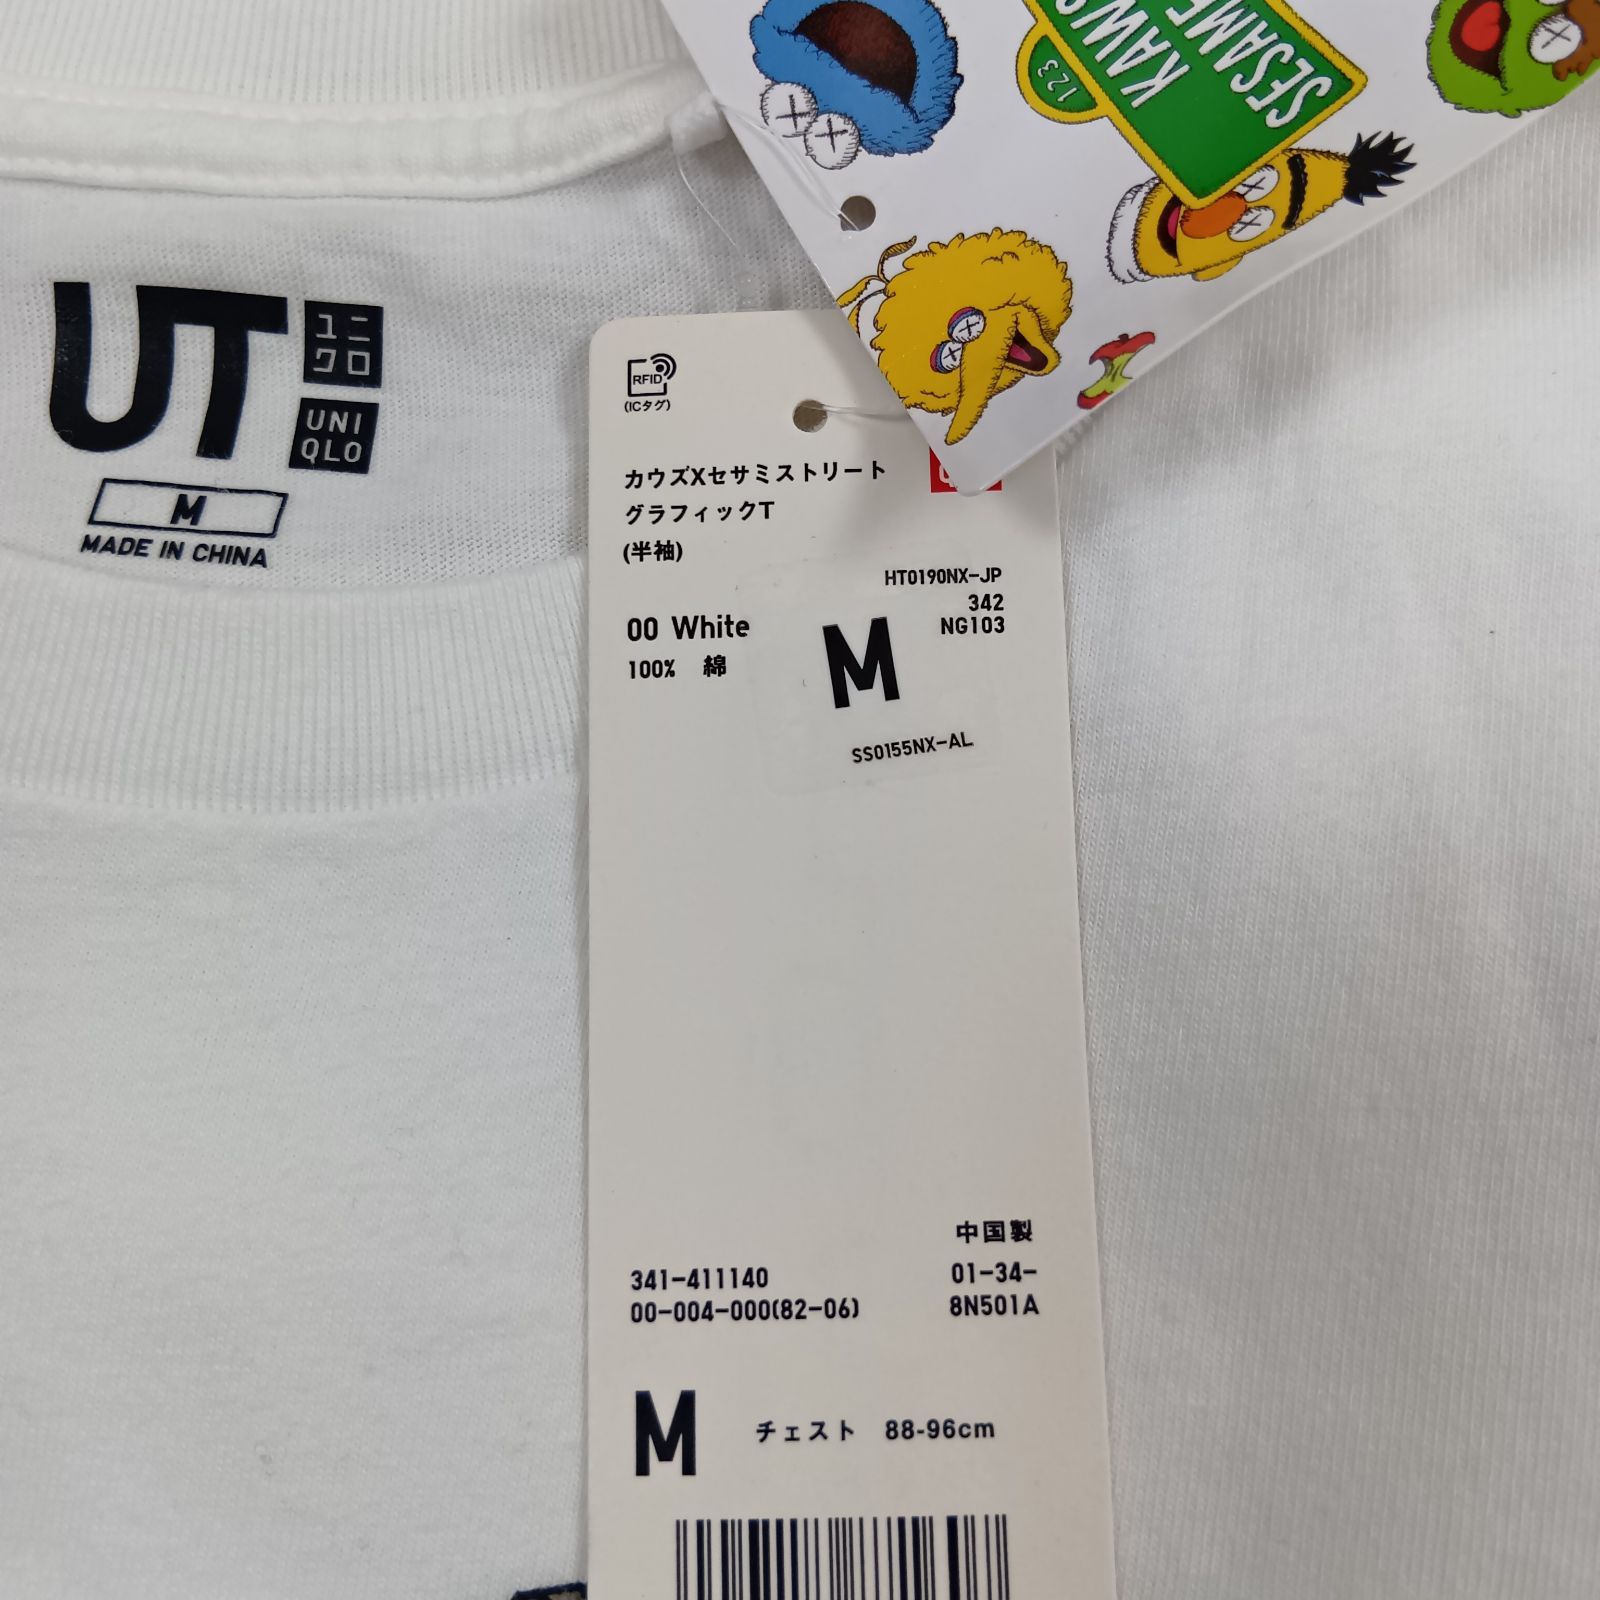 KAWS
SESAME
123
UT
ユニ
クロ
UNI
QLO
M
MADE IN CHINA
RFID
(ICタグ)
カウズXセサミストリート
グラフィックT
(半袖)
HT0190NX-JP
342
NG103
00 White
100% 綿
M
SS0155NX-AL
中国製
341-411140
01-34-
00-004-000(82-06)
8N501A
M
チェスト 88-96cm